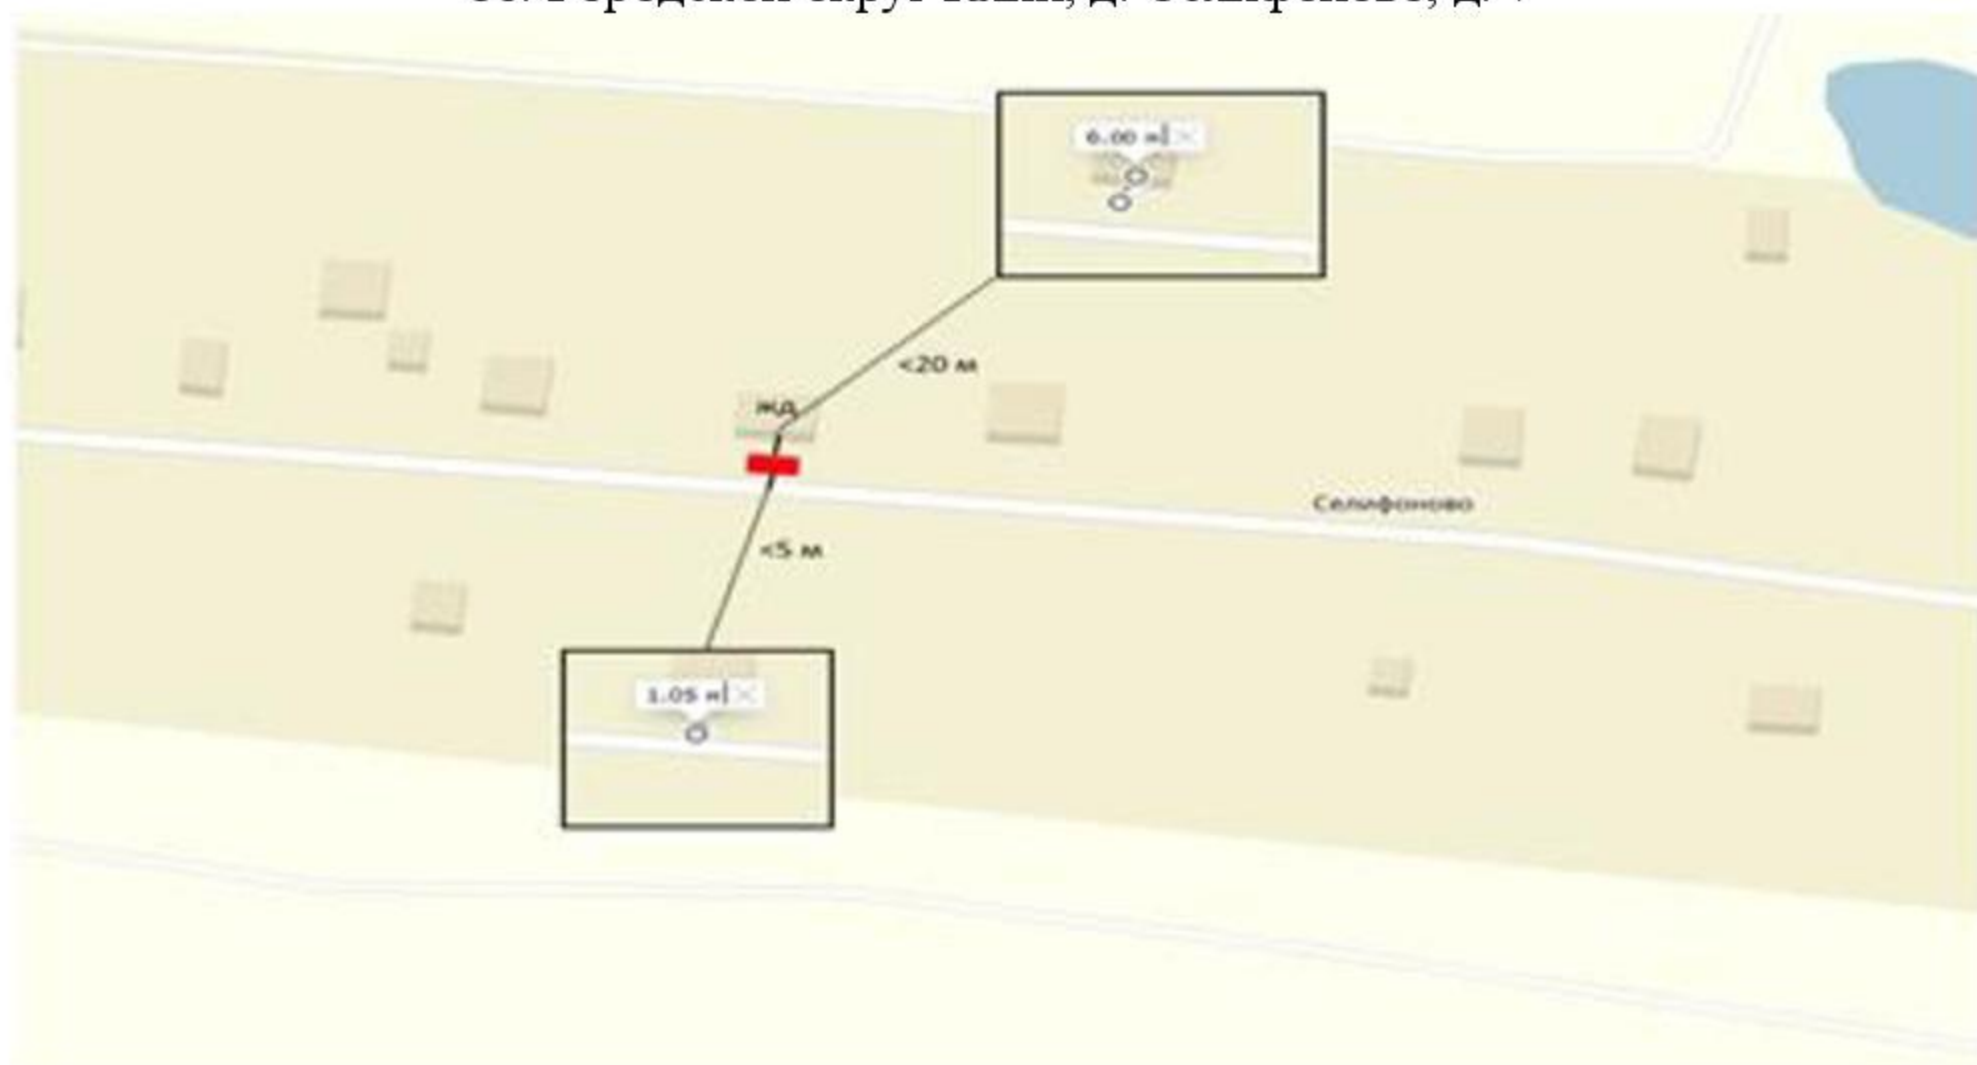 6.00 м
<20 м
жд
Селифоново
<5 м
1.05 м